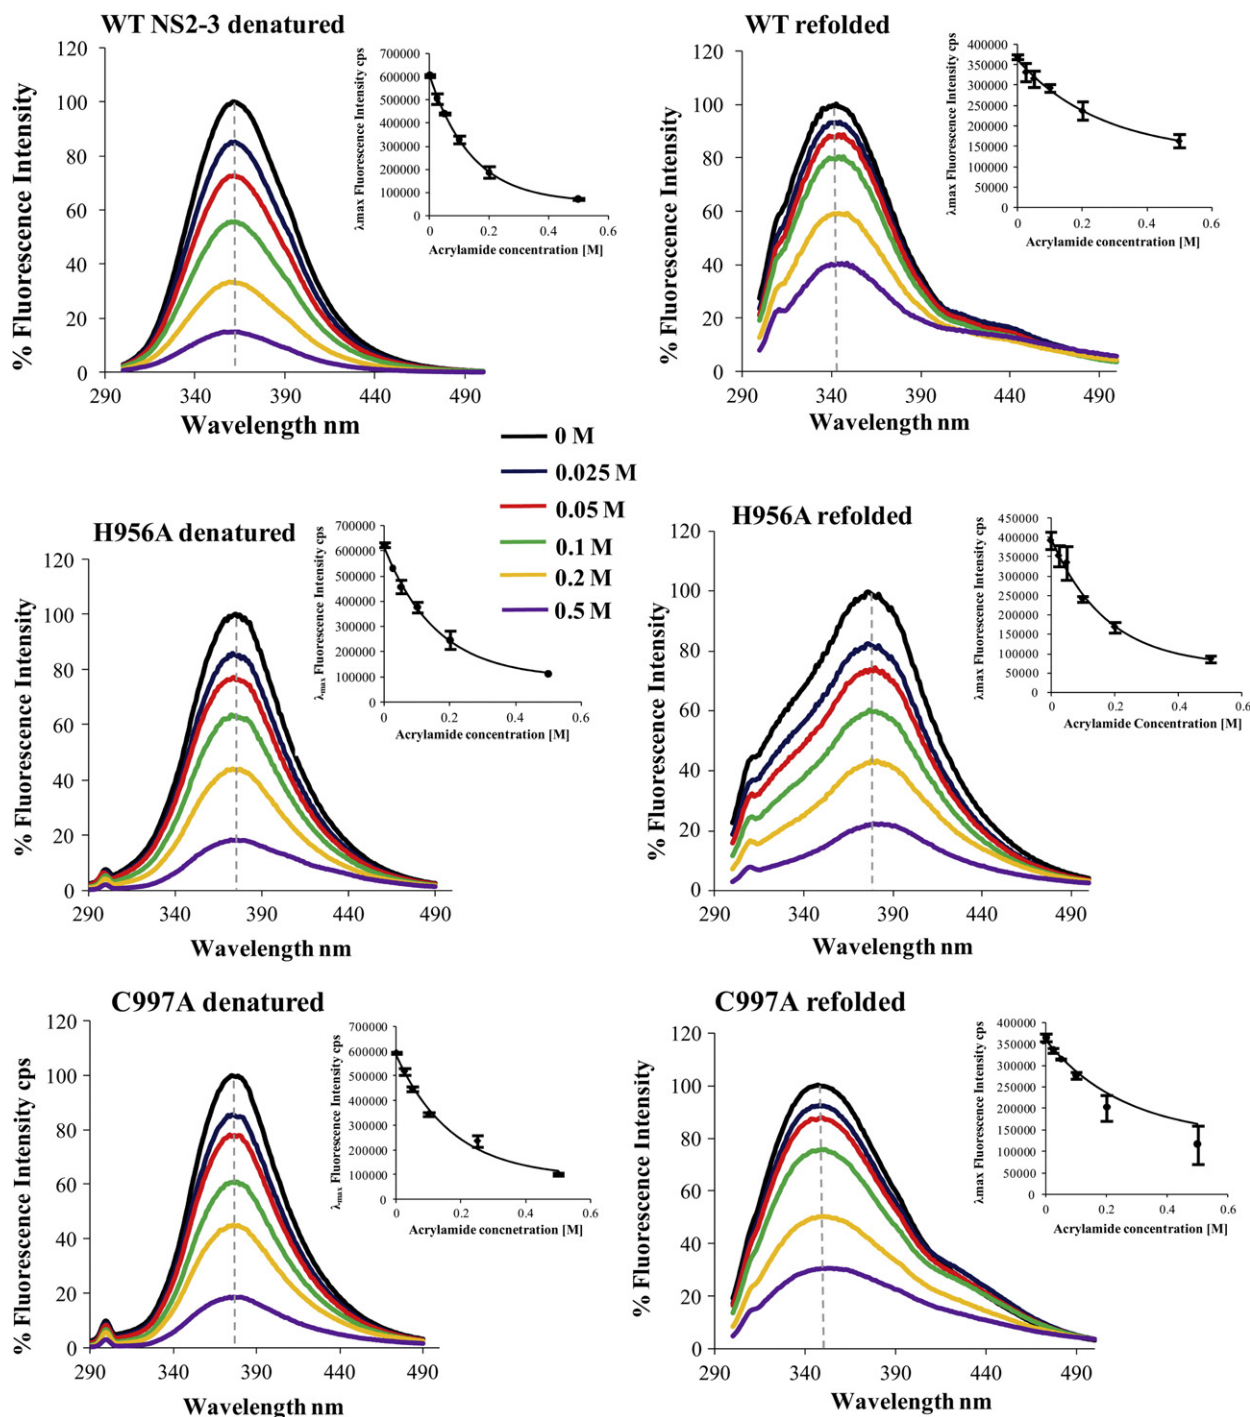 WT NS2-3 denatured
% Fluorescence Intensity
120
100
80
60
40
20
0
290 340 390 440 490
Wavelength nm
λmax Fluorescence Intensity cps
700000
600000
500000
400000
300000
200000
100000
0
0 0.2 0.4 0.6
Acrylamide concentration [M]
WT refolded
% Fluorescence Intensity
120
100
80
60
40
20
0
290 340 390 440 490
Wavelength nm
λmax Fluorescence Intensity cps
400000
350000
300000
250000
200000
150000
100000
50000
0
0 0.2 0.4 0.6
Acrylamide concentration [M]
0 M
0.025 M
0.05 M
0.1 M
0.2 M
0.5 M
H956A denatured
% Fluorescence Intensity
120
100
80
60
40
20
0
290 340 390 440 490
Wavelength nm
λmax Fluorescence Intensity cps
700000
600000
500000
400000
300000
200000
100000
0
0 0.2 0.4 0.6
Acrylamide concentration [M]
H956A refolded
% Fluorescence Intensity
120
100
80
60
40
20
0
290 340 390 440 490
Wavelength nm
λmax Fluorescence Intensity cps
450000
400000
350000
300000
250000
200000
150000
100000
50000
0
0 0.2 0.4 0.6
Acrylamide Concentration [M]
C997A denatured
% Fluorescence Intensity cps
120
100
80
60
40
20
0
290 340 390 440 490
Wavelength nm
λmax Fluorescence Intensity cps
700000
600000
500000
400000
300000
200000
100000
0
0 0.2 0.4 0.6
Acrylamide concnetration [M]
C997A refolded
% Fluorescence Intensity
120
100
80
60
40
20
0
290 340 390 440 490
Wavelength nm
λmax Fluorescence Intensity cps
400000
350000
300000
250000
200000
150000
100000
50000
0
0 0.2 0.4 0.6
Acrylamide concentration [M]